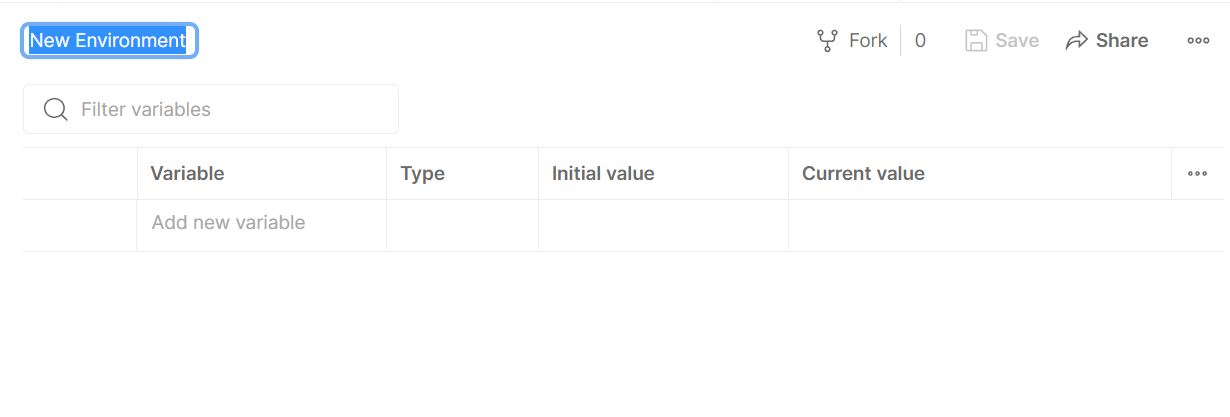 New Environment Fork 0 Save Share
Filter variables
Variable Type Initial value Current value
Add new variable